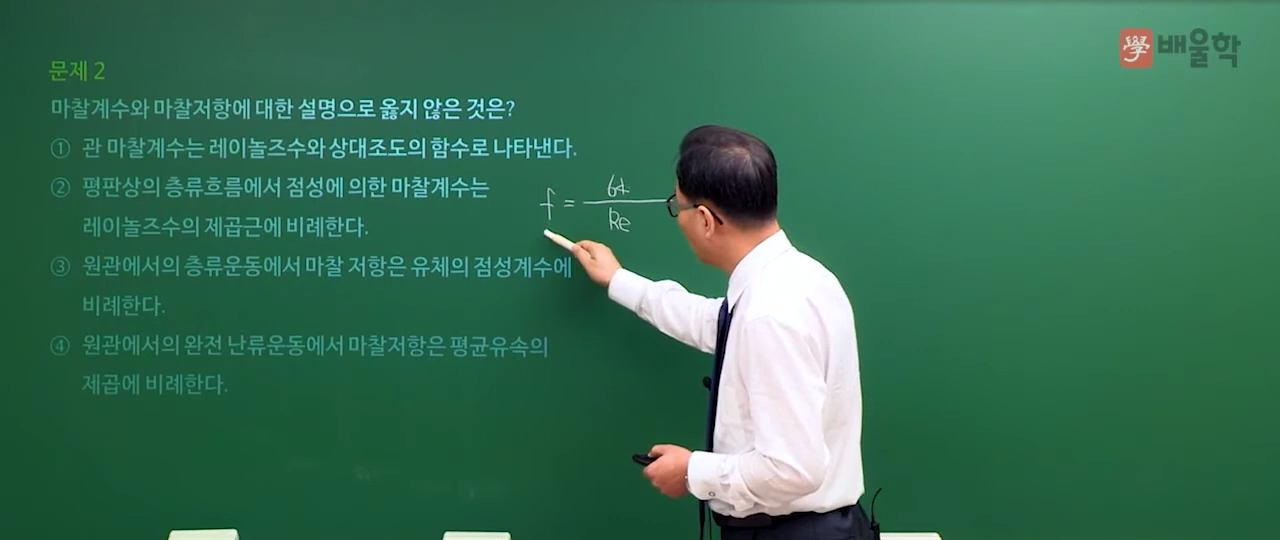 學 배울학
문제 2
마찰계수와 마찰저항에 대한 설명으로 옳지 않은 것은?
① 관 마찰계수는 레이놀즈수와 상대조도의 함수로 나타낸다.
② 평판상의 층류흐름에서 점성에 의한 마찰계수는
레이놀즈수의 제곱근에 비례한다.
③ 원관에서의 층류운동에서 마찰 저항은 유체의 점성계수에
비례한다.
④ 원관에서의 완전 난류운동에서 마찰저항은 평균유속의
제곱에 비례한다.
f = 64
Re